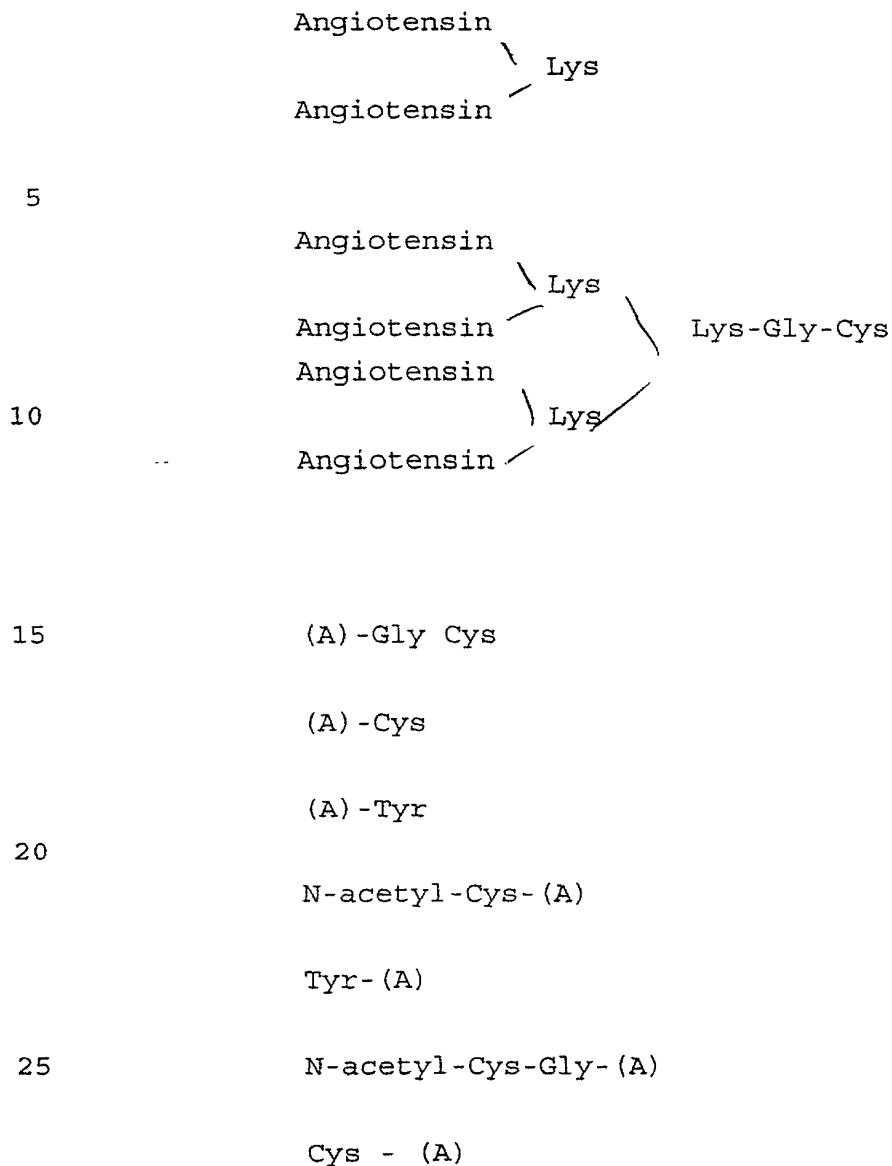 Angiotensin
Lys
Angiotensin
5
Angiotensin
Lys
Angiotensin Lys-Gly-Cys
Angiotensin
10 Lys
Angiotensin
15 (A)-Gly Cys
(A)-Cys
(A)-Tyr
20
N-acetyl-Cys-(A)
Tyr-(A)
25 N-acetyl-Cys-Gly-(A)
Cys - (A)